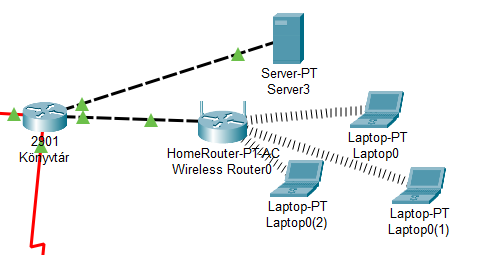 Server-PT
Server3
2901
Könyvtár
HomeRouter-PT-AC
Wireless Router0
Laptop-PT
Laptop0
Laptop-PT
Laptop0(2)
Laptop-PT
Laptop0(1)